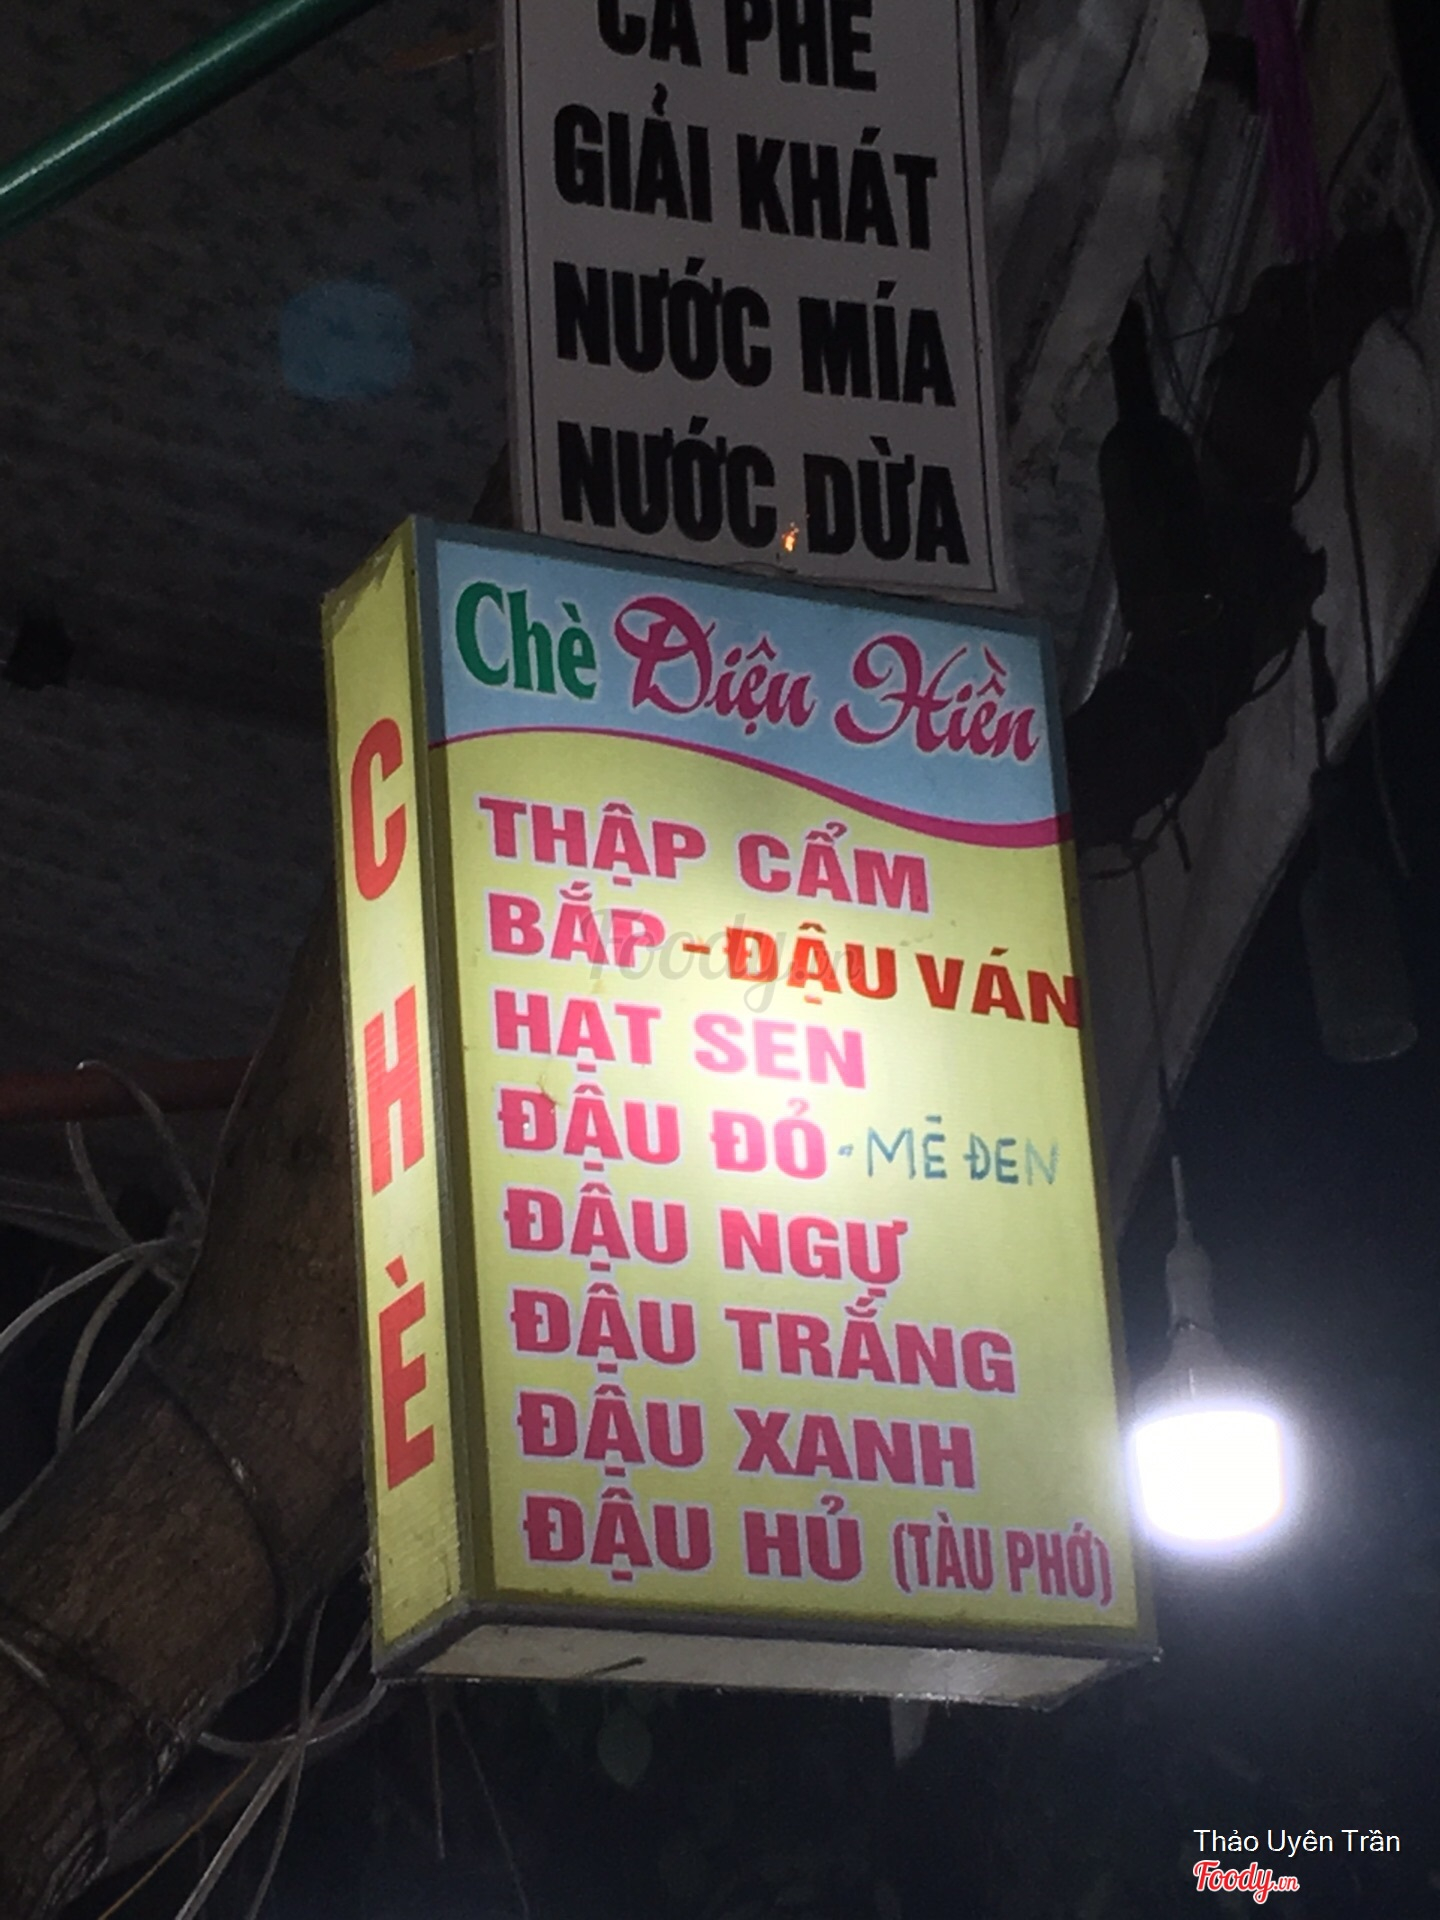 CÀ PHÊ
GIẢI KHÁT
NƯỚC MÍA
NƯỚC DỪA
Chè Diệu Hiền
CHÈ
THẬP CẨM
BẮP - ĐẬU VÁN
HẠT SEN
ĐẬU ĐỎ - MÈ ĐEN
ĐẬU NGỰ
ĐẬU TRẮNG
ĐẬU XANH
ĐẬU HỦ (TÀU PHỚ)
Foody.vn
Thảo Uyên Trần
Foody.vn